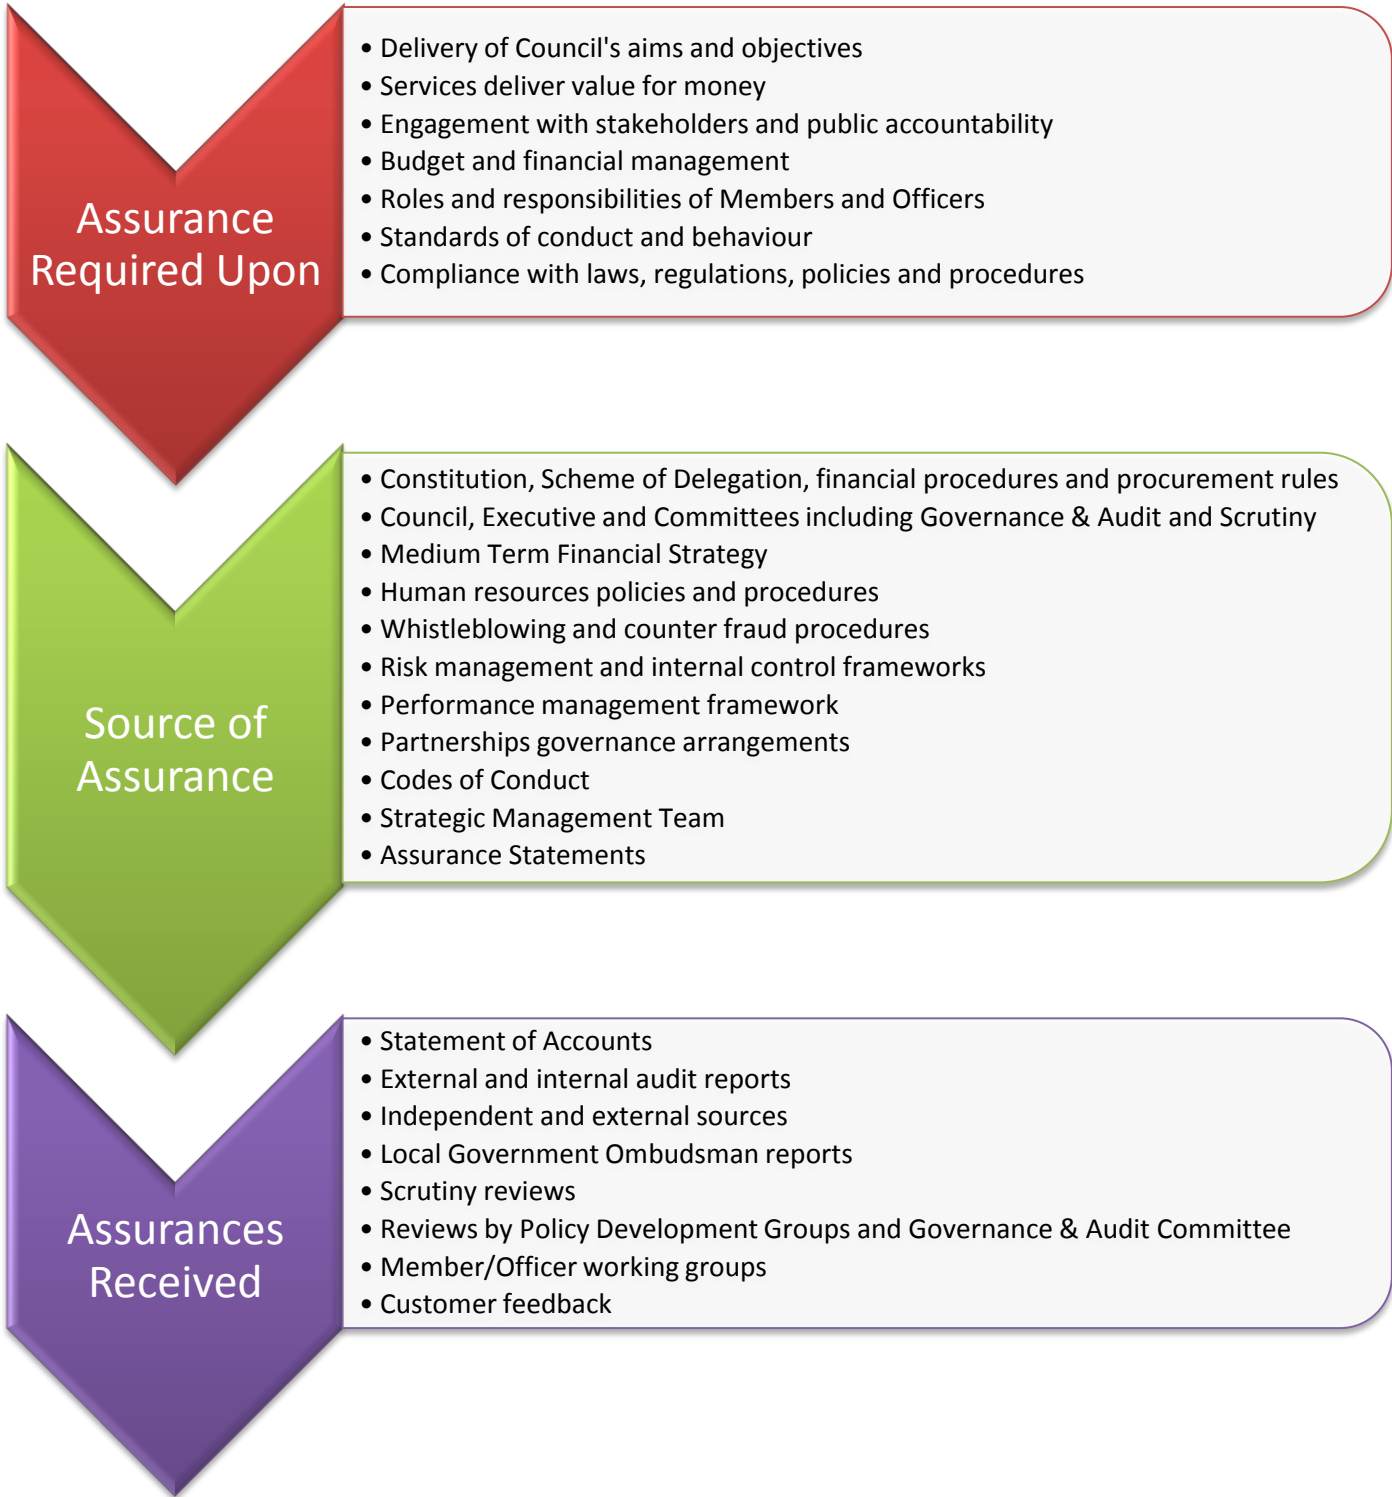 Assurance
Required Upon
• Delivery of Council's aims and objectives
• Services deliver value for money
• Engagement with stakeholders and public accountability
• Budget and financial management
• Roles and responsibilities of Members and Officers
• Standards of conduct and behaviour
• Compliance with laws, regulations, policies and procedures
Source of
Assurance
• Constitution, Scheme of Delegation, financial procedures and procurement rules
• Council, Executive and Committees including Governance & Audit and Scrutiny
• Medium Term Financial Strategy
• Human resources policies and procedures
• Whistleblowing and counter fraud procedures
• Risk management and internal control frameworks
• Performance management framework
• Partnerships governance arrangements
• Codes of Conduct
• Strategic Management Team
• Assurance Statements
Assurances
Received
• Statement of Accounts
• External and internal audit reports
• Independent and external sources
• Local Government Ombudsman reports
• Scrutiny reviews
• Reviews by Policy Development Groups and Governance & Audit Committee
• Member/Officer working groups
• Customer feedback